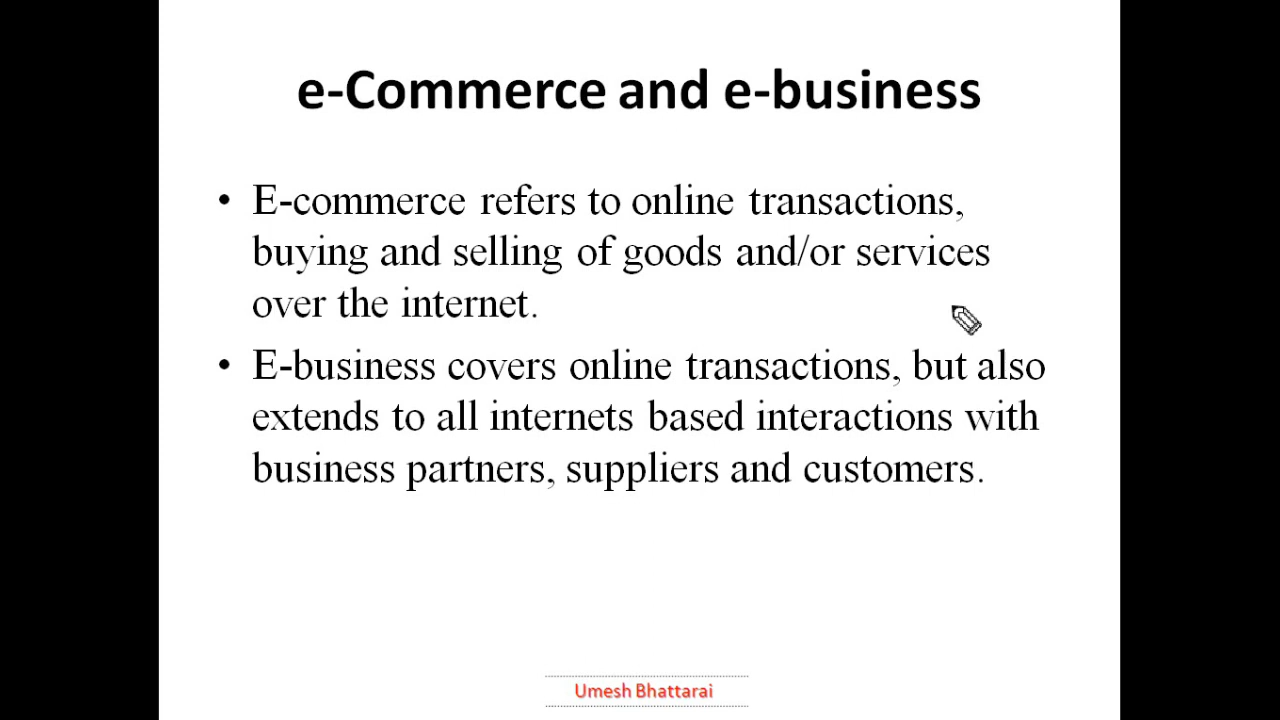 e-Commerce and e-business
• E-commerce refers to online transactions,
buying and selling of goods and/or services
over the internet.
• E-business covers online transactions, but also
extends to all internets based interactions with
business partners, suppliers and customers.
Umesh Bhattarai